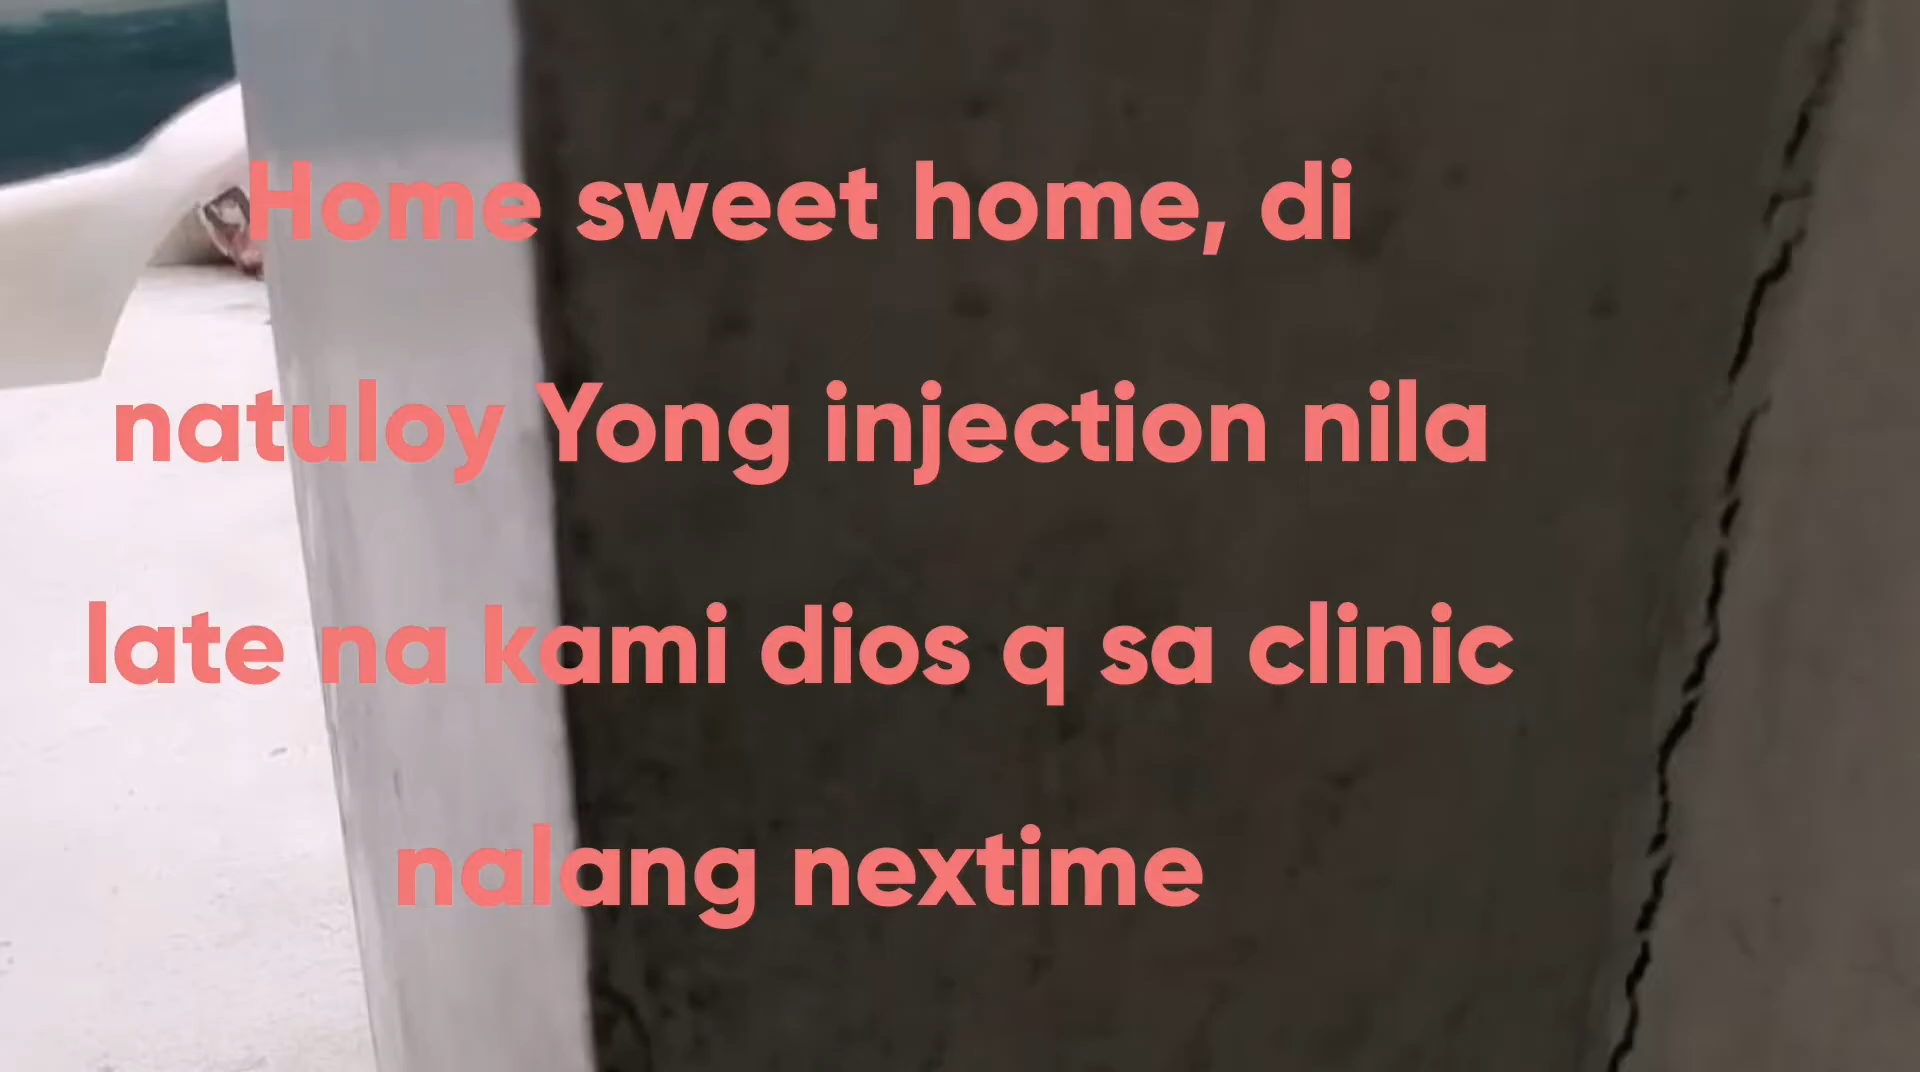 Home sweet home, di
natuloy Yong injection nila
late na kami dios q sa clinic
nalang nextime